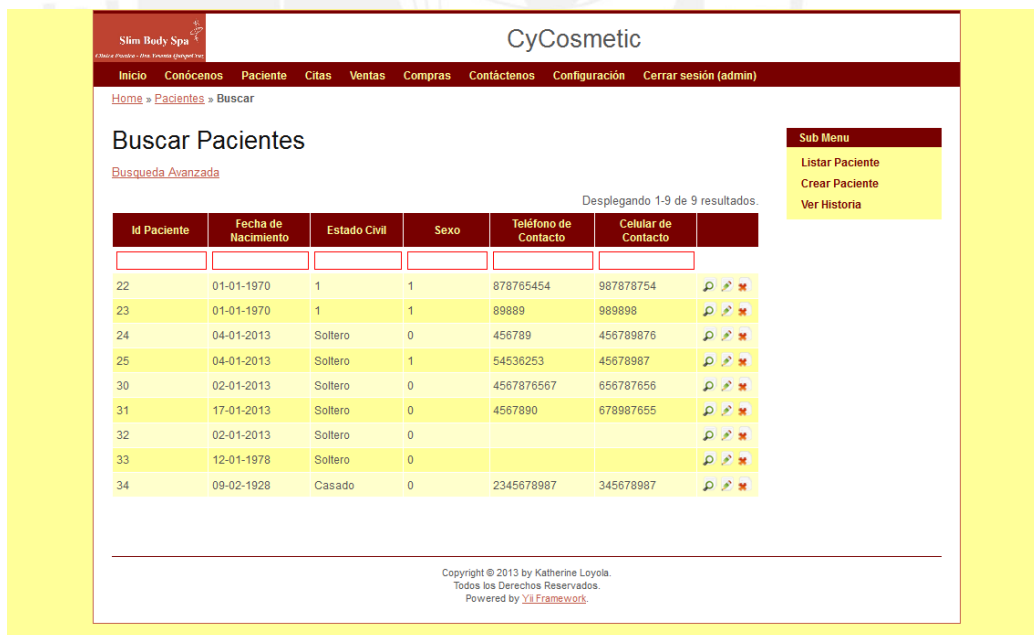 Slim Body Spa
CyCosmetic
Inicio Conócenos Paciente Citas Ventas Compras Contáctenos Configuración Cerrar sesión (admin)
Home » Pacientes » Buscar
Buscar Pacientes
Sub Menu
Listar Paciente
Crear Paciente
Ver Historia
Busqueda Avanzada
Desplegando 1-9 de 9 resultados.
Id Paciente Fecha de Nacimiento Estado Civil Sexo Teléfono de Contacto Celular de Contacto
22 01-01-1970 1 1 878765454 987878754
23 01-01-1970 1 1 89889 989898
24 04-01-2013 Soltero 0 456789 456789876
25 04-01-2013 Soltero 1 54536253 45678987
30 02-01-2013 Soltero 0 4567876567 656787656
31 17-01-2013 Soltero 0 4567890 678987655
32 02-01-2013 Soltero 0
33 12-01-1978 Soltero 0
34 09-02-1928 Casado 0 2345678987 345678987
Copyright © 2013 by Katherine Loyola.
Todos los Derechos Reservados.
Powered by Yii Framework.